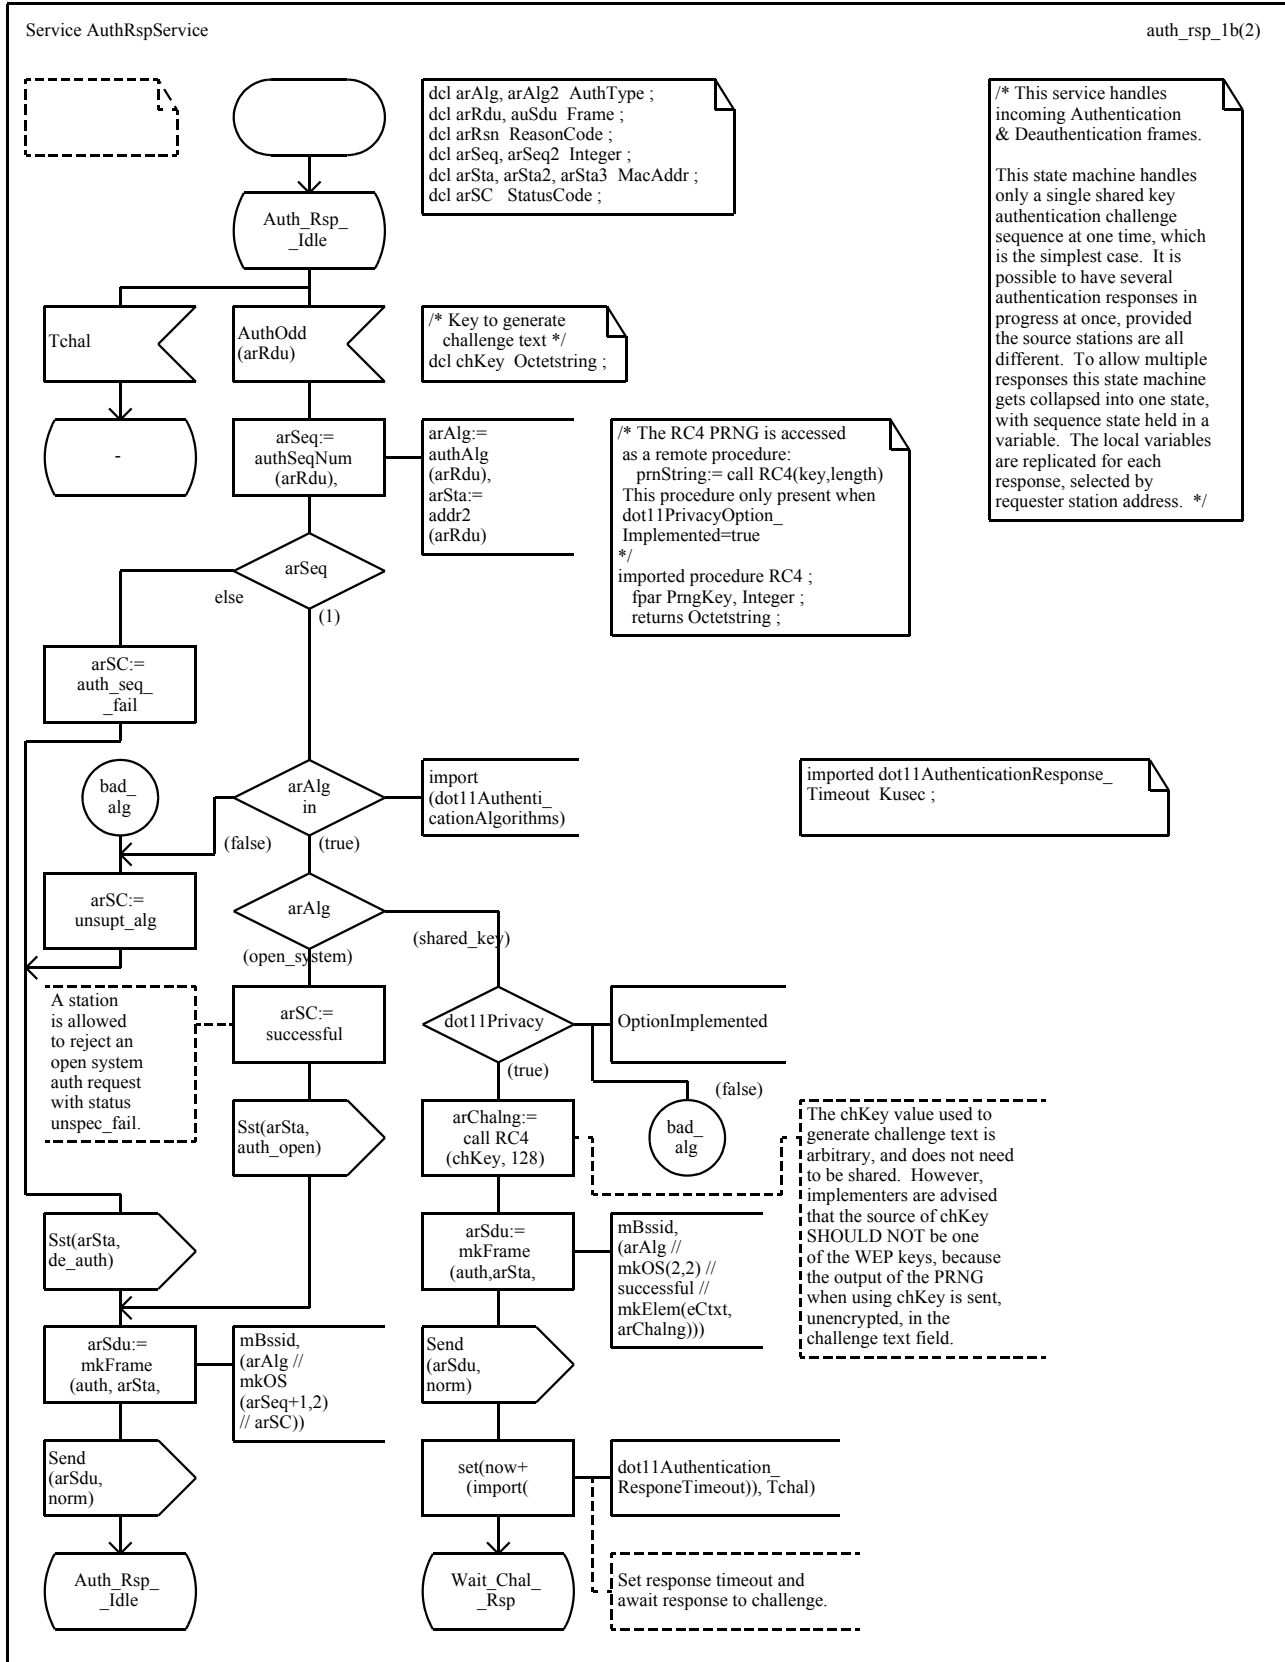 Service AuthRspService
auth_rsp_1b(2)
dcl arAlg, arAlg2 AuthType ;
dcl arRdu, auSdu Frame ;
dcl arRsn ReasonCode ;
dcl arSeq, arSeq2 Integer ;
dcl arSta, arSta2, arSta3 MacAddr ;
dcl arSC StatusCode ;
/* This service handles
incoming Authentication
& Deauthentication frames.
This state machine handles
only a single shared key
authentication challenge
sequence at one time, which
is the simplest case. It is
possible to have several
authentication responses in
progress at once, provided
the source stations are all
different. To allow multiple
responses this state machine
gets collapsed into one state,
with sequence state held in a
variable. The local variables
are replicated for each
response, selected by
requester station address. */
Auth_Rsp_
_Idle
Tchal
AuthOdd
(arRdu)
/* Key to generate
challenge text */
dcl chKey Octetstring ;
-
arSeq:=
authSeqNum
(arRdu),
arAlg:=
authAlg
(arRdu),
arSta:=
addr2
(arRdu)
/* The RC4 PRNG is accessed
as a remote procedure:
prnString:= call RC4(key,length)
This procedure only present when
dot11PrivacyOption_
Implemented=true
*/
imported procedure RC4 ;
fpar PrngKey, Integer ;
returns Octetstring ;
arSeq
else
(1)
arSC:=
auth_seq_
_fail
bad_
alg
arAlg
in
import
(dot11Authenti_
cationAlgorithms)
imported dot11AuthenticationResponse_
Timeout Kusec ;
(false)
(true)
arSC:=
unsupt_alg
arAlg
(shared_key)
(open_system)
A station
is allowed
to reject an
open system
auth request
with status
unspec_fail.
arSC:=
successful
dot11Privacy
OptionImplemented
(true)
(false)
Sst(arSta,
auth_open)
arChalng:=
call RC4
(chKey, 128)
bad_
alg
The chKey value used to
generate challenge text is
arbitrary, and does not need
to be shared. However,
implementers are advised
that the source of chKey
SHOULD NOT be one
of the WEP keys, because
the output of the PRNG
when using chKey is sent,
unencrypted, in the
challenge text field.
Sst(arSta,
de_auth)
arSdu:=
mkFrame
(auth,arSta,
mBssid,
(arAlg //
mkOS(2,2) //
successful //
mkElem(eCtxt,
arChalng)))
arSdu:=
mkFrame
(auth, arSta,
mBssid,
(arAlg //
mkOS
(arSeq+1,2)
// arSC))
Send
(arSdu,
norm)
Send
(arSdu,
norm)
set(now+
(import(
dot11Authentication_
ResponeTimeout)), Tchal)
Auth_Rsp_
_Idle
Wait_Chal_
_Rsp
Set response timeout and
await response to challenge.